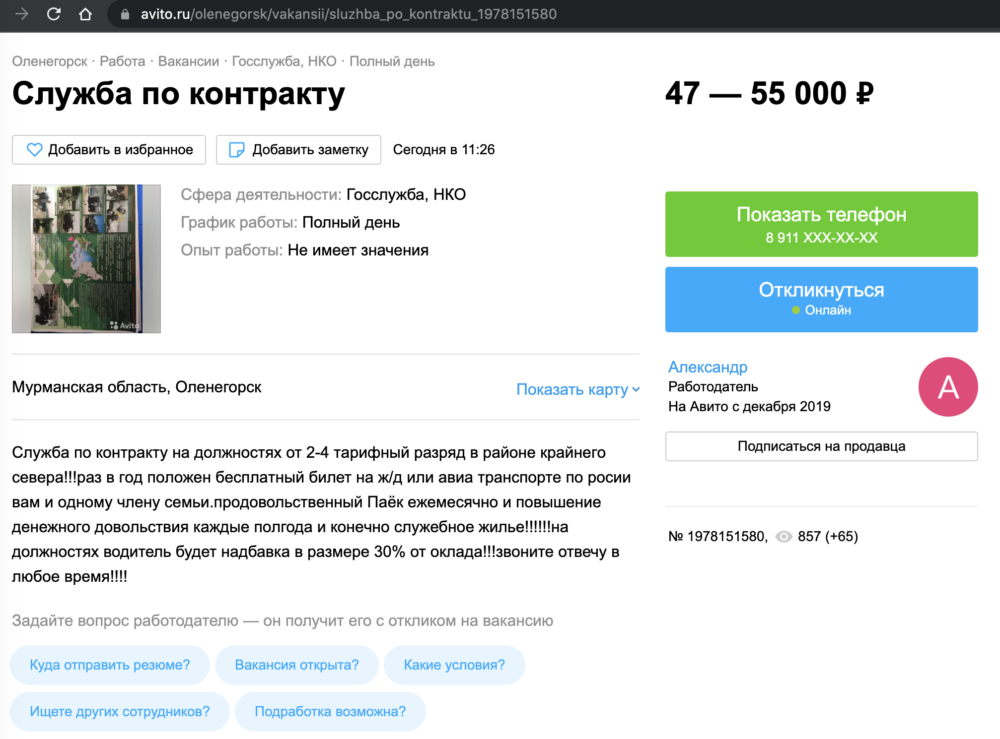 avito.ru/olenegorsk/vakansii/sluzhba_po_kontraktu_1978151580
Оленегорск · Работа · Вакансии · Госслужба, НКО · Полный день
Служба по контракту
47 — 55 000 ₽
Добавить в избранное
Добавить заметку
Сегодня в 11:26
Сфера деятельности: Госслужба, НКО
График работы: Полный день
Опыт работы: Не имеет значения
Avito
Показать телефон
8 911 XXX-XX-XX
Откликнуться
Онлайн
Александр
Работодатель
На Авито с декабря 2019
А
Подписаться на продавца
№ 1978151580, 857 (+65)
Мурманская область, Оленегорск
Показать карту
Служба по контракту на должностях от 2-4 тарифный разряд в районе крайнего
севера!!!раз в год положен бесплатный билет на ж/д или авиа транспорте по росии
вам и одному члену семьи.продовольственный Паёк ежемесячно и повышение
денежного довольствия каждые полгода и конечно служебное жилье!!!!!!на
должностях водитель будет надбавка в размере 30% от оклада!!!звоните отвечу в
любое время!!!!
Задайте вопрос работодателю — он получит его с откликом на вакансию
Куда отправить резюме?
Вакансия открыта?
Какие условия?
Ищете других сотрудников?
Подработка возможна?